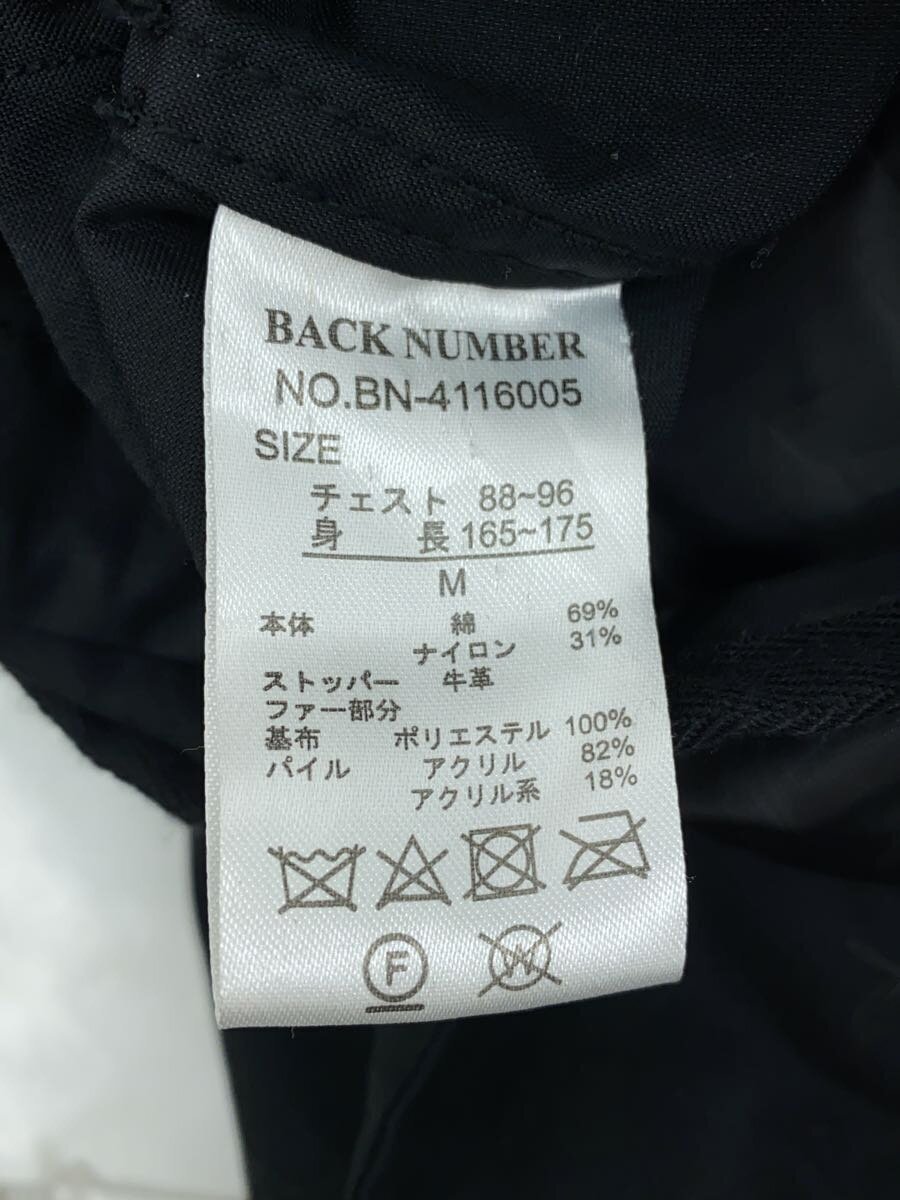 BACK NUMBER
NO.BN-4116005
SIZE
チェスト 88~96
身 長 165~175
M
本体 綿 69%
ナイロン 31%
ストッパー 牛革
ファー部分
基布 ポリエステル 100%
パイル アクリル 82%
アクリル系 18%
F W